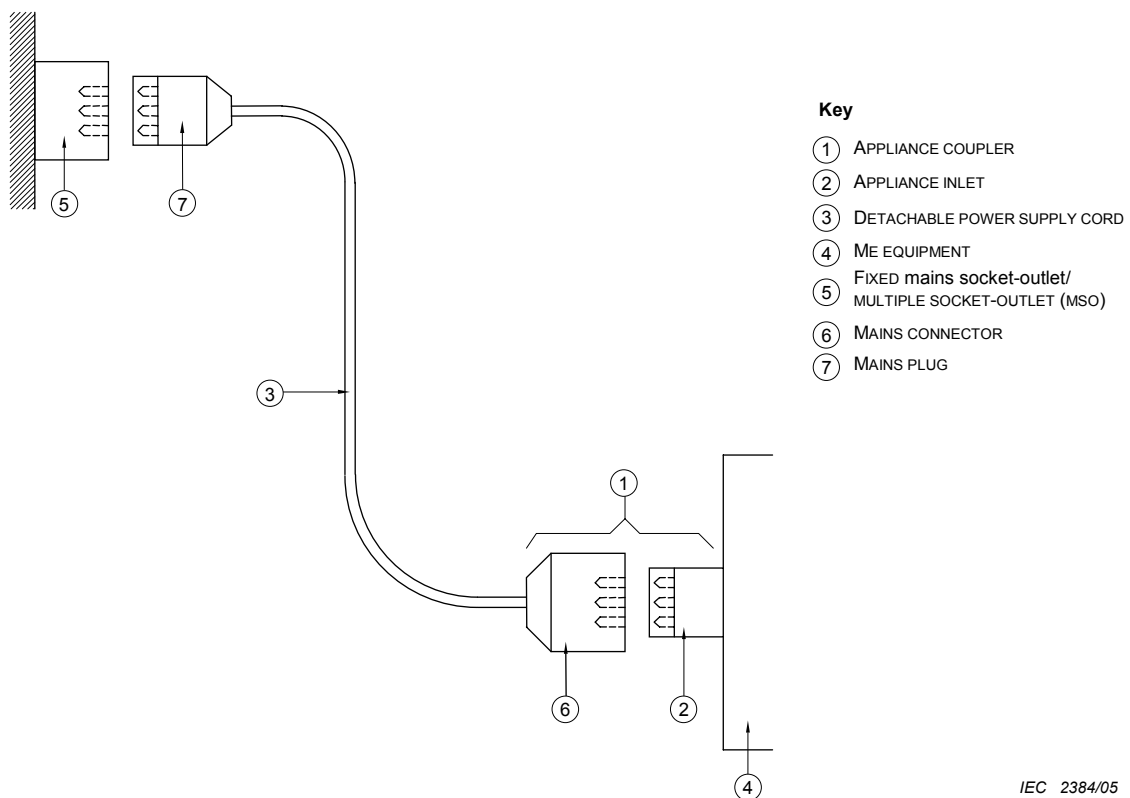 Key
1 APPLIANCE COUPLER
2 APPLIANCE INLET
3 DETACHABLE POWER SUPPLY CORD
4 ME EQUIPMENT
5 FIXED mains socket-outlet/
MULTIPLE SOCKET-OUTLET (MSO)
6 MAINS CONNECTOR
7 MAINS PLUG
5
7
3
1
6
2
4
IEC 2384/05